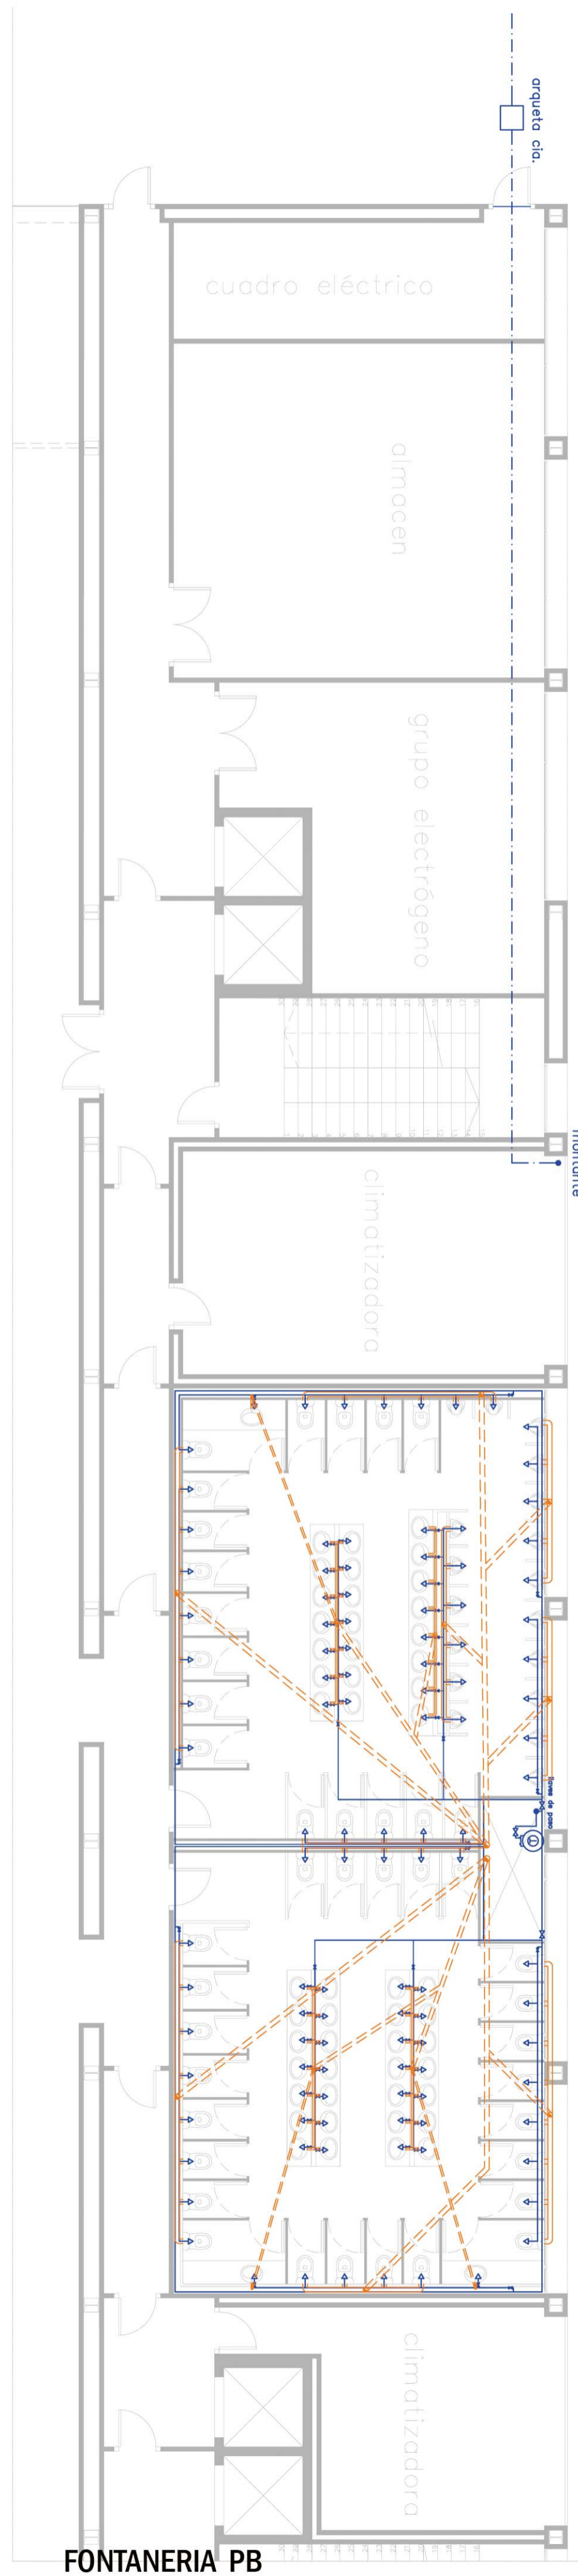 arqueta cia.
cuadro eléctrico
almacen
grupo electrógeno
montante
climatizadora
llaves de paso
climatizadora
FONTANERIA PB